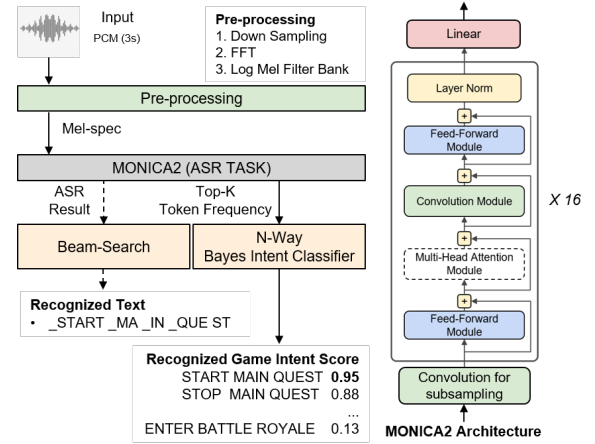 Input
PCM (3s)
Pre-processing
1. Down Sampling
2. FFT
3. Log Mel Filter Bank
Pre-processing
Mel-spec
MONICA2 (ASR TASK)
ASR
Result
Top-K
Token Frequency
Beam-Search
N-Way
Bayes Intent Classifier
Recognized Text
• _START _MA _IN _QUE ST
Recognized Game Intent Score
START MAIN QUEST 0.95
STOP MAIN QUEST 0.88
...
ENTER BATTLE ROYALE 0.13
Linear
Layer Norm
+
Feed-Forward
Module
+
Convolution Module
X 16
+
Multi-Head Attention
Module
+
Feed-Forward
Module
Convolution for
subsampling
MONICA2 Architecture